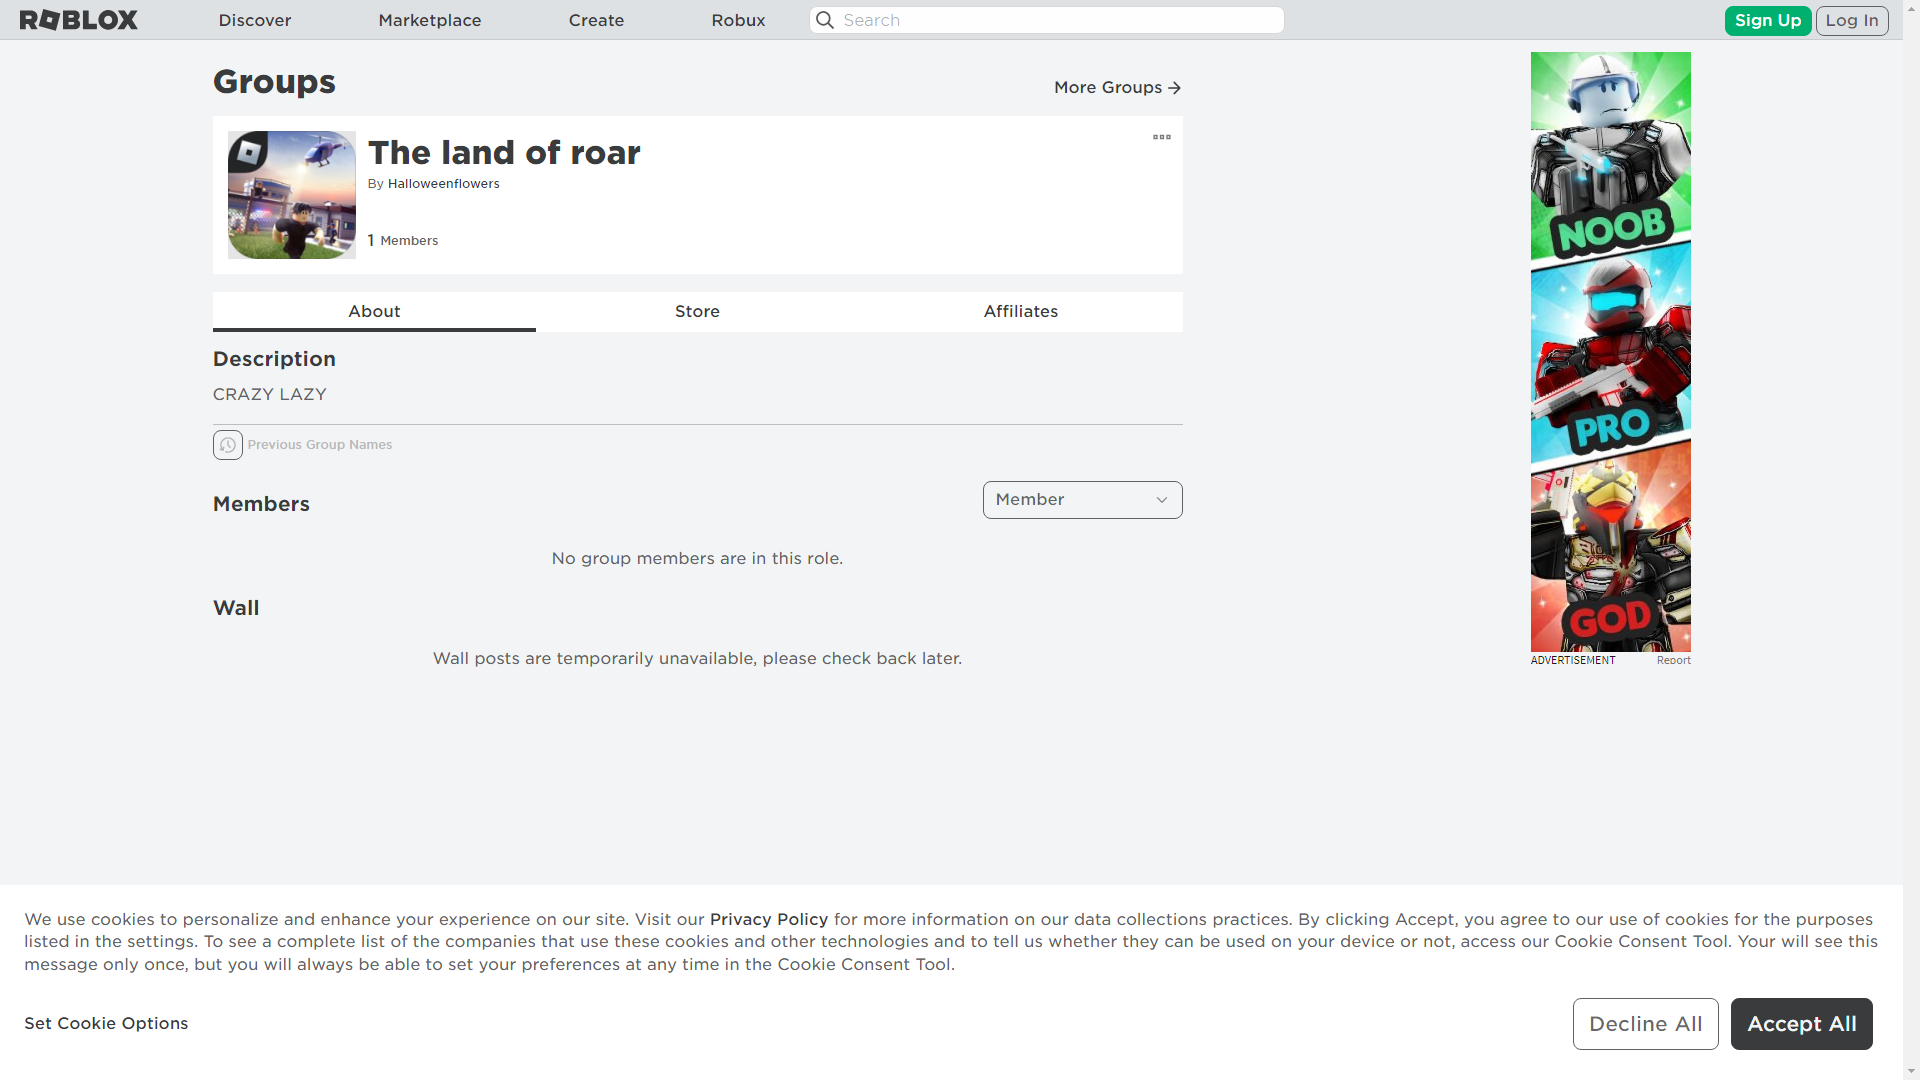 ROBLOX
Discover
Marketplace
Create
Robux
Search
Sign Up
Log In
Groups
More Groups
The land of roar
By Halloweenflowers
1 Members
About
Store
Affiliates
Description
CRAZY LAZY
Previous Group Names
Members
Member
No group members are in this role.
Wall
Wall posts are temporarily unavailable, please check back later.
NOOB
PRO
GOD
ADVERTISEMENT
Report
We use cookies to personalize and enhance your experience on our site. Visit our Privacy Policy for more information on our data collections practices. By clicking Accept, you agree to our use of cookies for the purposes
listed in the settings. To see a complete list of the companies that use these cookies and other technologies and to tell us whether they can be used on your device or not, access our Cookie Consent Tool. Your will see this
message only once, but you will always be able to set your preferences at any time in the Cookie Consent Tool.
Set Cookie Options
Decline All
Accept All